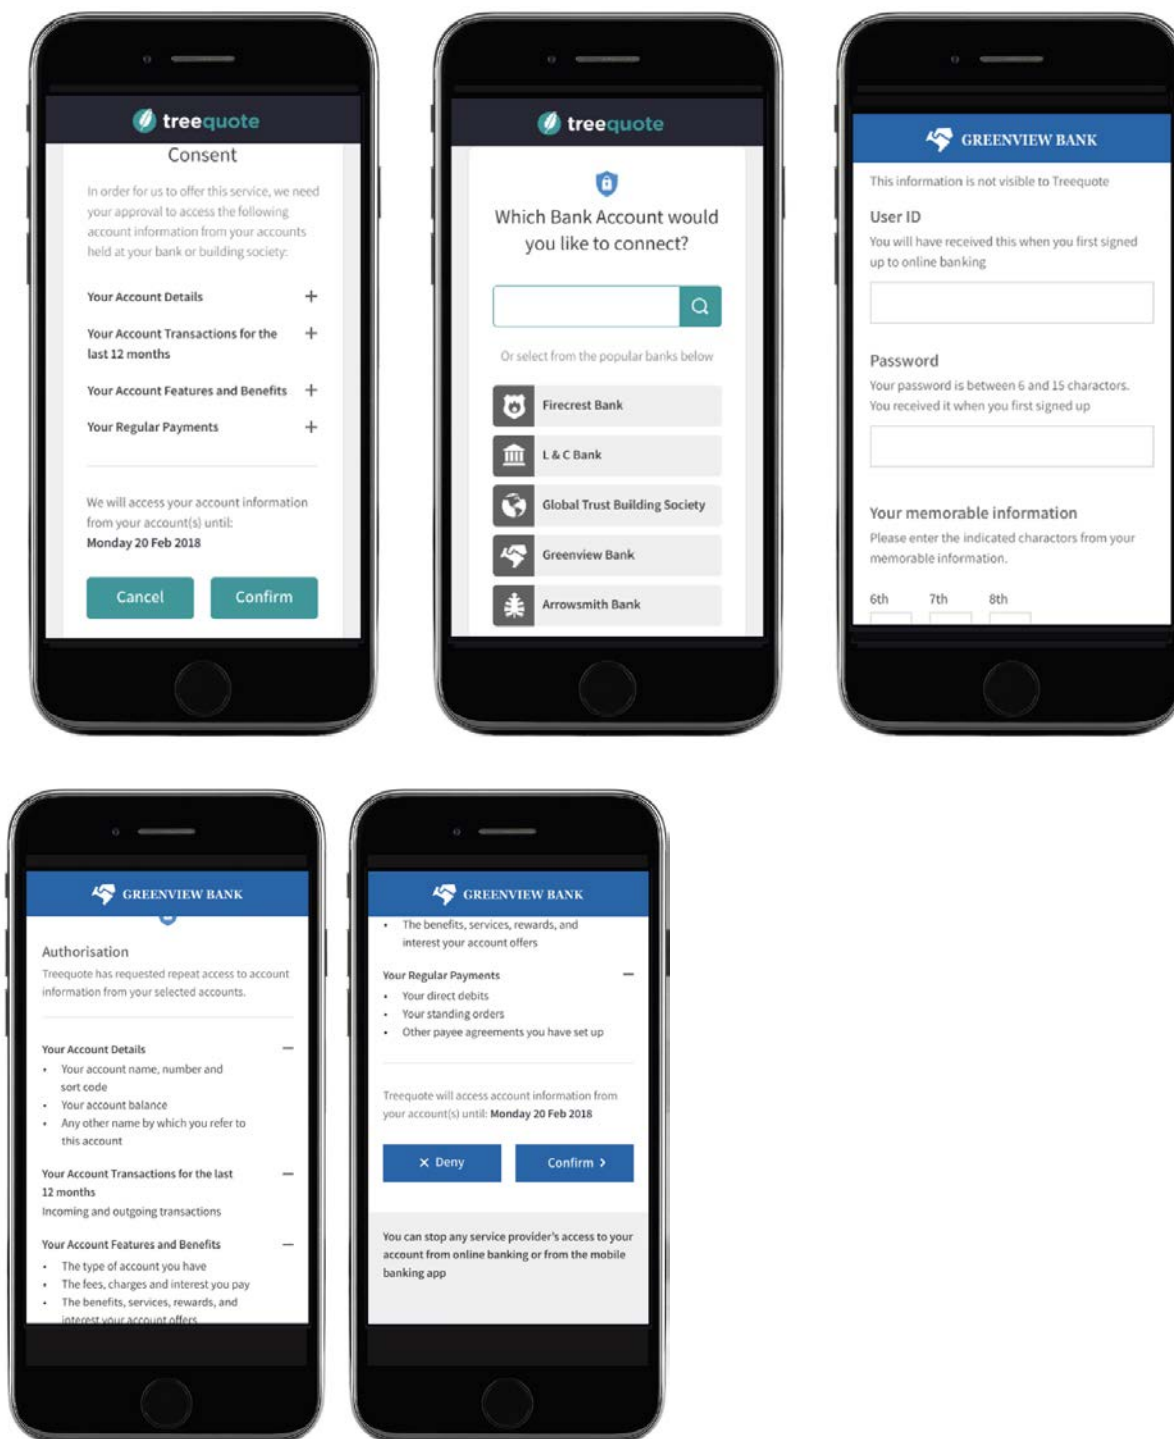 treequote
Consent
In order for us to offer this service, we need
your approval to access the following
account information from your accounts
held at your bank or building society:
Your Account Details
Your Account Transactions for the
last 12 months
Your Account Features and Benefits
Your Regular Payments
We will access your account information
from your account(s) until:
Monday 20 Feb 2018
Cancel Confirm
treequote
Which Bank Account would
you like to connect?
Or select from the popular banks below
Firecrest Bank
L & C Bank
Global Trust Building Society
Greenview Bank
Arrowsmith Bank
GREENVIEW BANK
This information is not visible to Treequote
User ID
You will have received this when you first signed
up to online banking
Password
Your password is between 6 and 15 charactors.
You received it when you first signed up
Your memorable information
Please enter the indicated charactors from your
memorable information.
6th 7th 8th
GREENVIEW BANK
Authorisation
Treequote has requested repeat access to account
information from your selected accounts.
Your Account Details
• Your account name, number and
sort code
• Your account balance
• Any other name by which you refer to
this account
Your Account Transactions for the last
12 months
Incoming and outgoing transactions
Your Account Features and Benefits
• The type of account you have
• The fees, charges and interest you pay
• The benefits, services, rewards, and
interest your account offers
GREENVIEW BANK
• The benefits, services, rewards, and
interest your account offers
Your Regular Payments
• Your direct debits
• Your standing orders
• Other payee agreements you have set up
Treequote will access account information from
your account(s) until: Monday 20 Feb 2018
X Deny Confirm >
You can stop any service provider's access to your
account from online banking or from the mobile
banking app